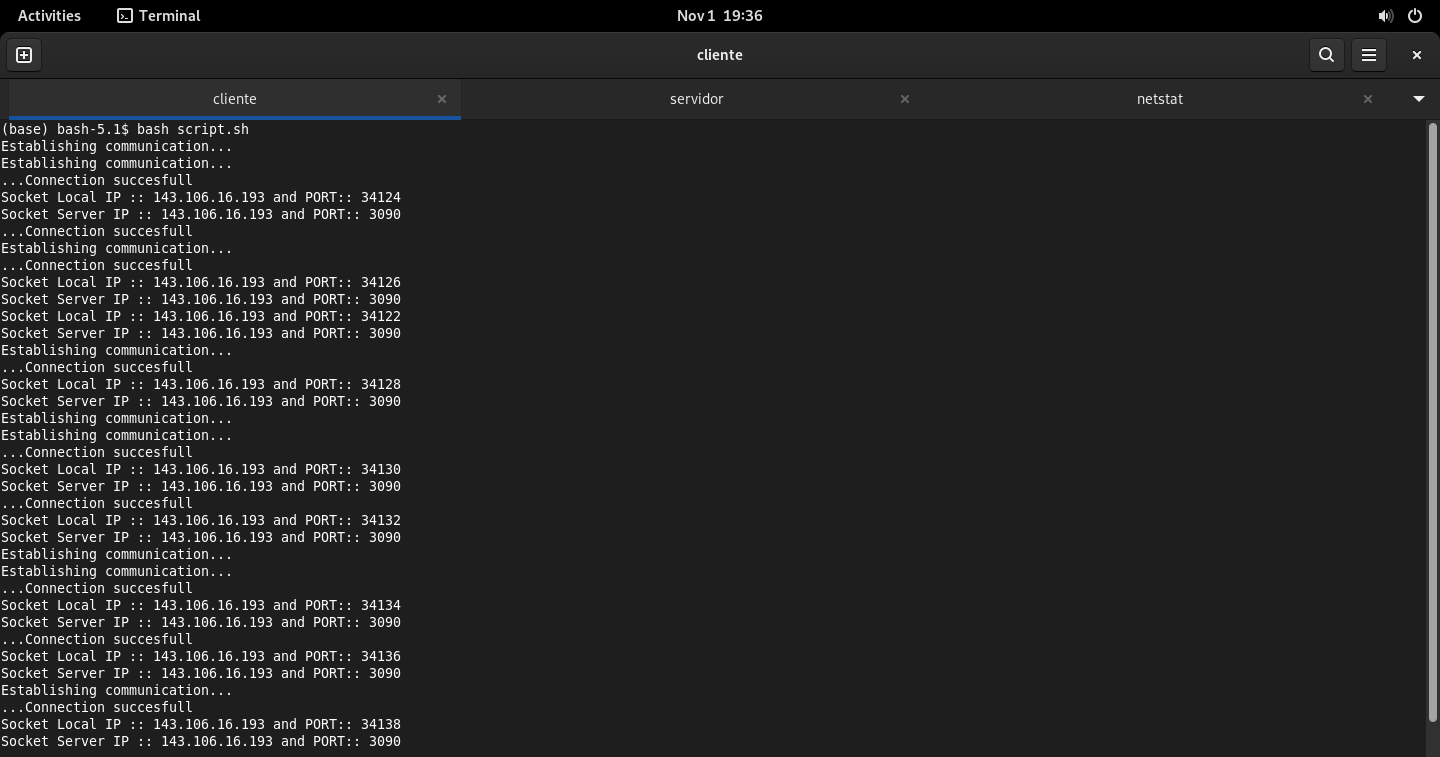 Activities Terminal Nov 1 19:36
cliente
cliente servidor netstat
(base) bash-5.1$ bash script.sh
Establishing communication...
Establishing communication...
...Connection succesfull
Socket Local IP :: 143.106.16.193 and PORT:: 34124
Socket Server IP :: 143.106.16.193 and PORT:: 3090
...Connection succesfull
Establishing communication...
...Connection succesfull
Socket Local IP :: 143.106.16.193 and PORT:: 34126
Socket Server IP :: 143.106.16.193 and PORT:: 3090
Socket Local IP :: 143.106.16.193 and PORT:: 34122
Socket Server IP :: 143.106.16.193 and PORT:: 3090
Establishing communication...
...Connection succesfull
Socket Local IP :: 143.106.16.193 and PORT:: 34128
Socket Server IP :: 143.106.16.193 and PORT:: 3090
Establishing communication...
Establishing communication...
...Connection succesfull
Socket Local IP :: 143.106.16.193 and PORT:: 34130
Socket Server IP :: 143.106.16.193 and PORT:: 3090
...Connection succesfull
Socket Local IP :: 143.106.16.193 and PORT:: 34132
Socket Server IP :: 143.106.16.193 and PORT:: 3090
Establishing communication...
Establishing communication...
...Connection succesfull
Socket Local IP :: 143.106.16.193 and PORT:: 34134
Socket Server IP :: 143.106.16.193 and PORT:: 3090
...Connection succesfull
Socket Local IP :: 143.106.16.193 and PORT:: 34136
Socket Server IP :: 143.106.16.193 and PORT:: 3090
Establishing communication...
...Connection succesfull
Socket Local IP :: 143.106.16.193 and PORT:: 34138
Socket Server IP :: 143.106.16.193 and PORT:: 3090